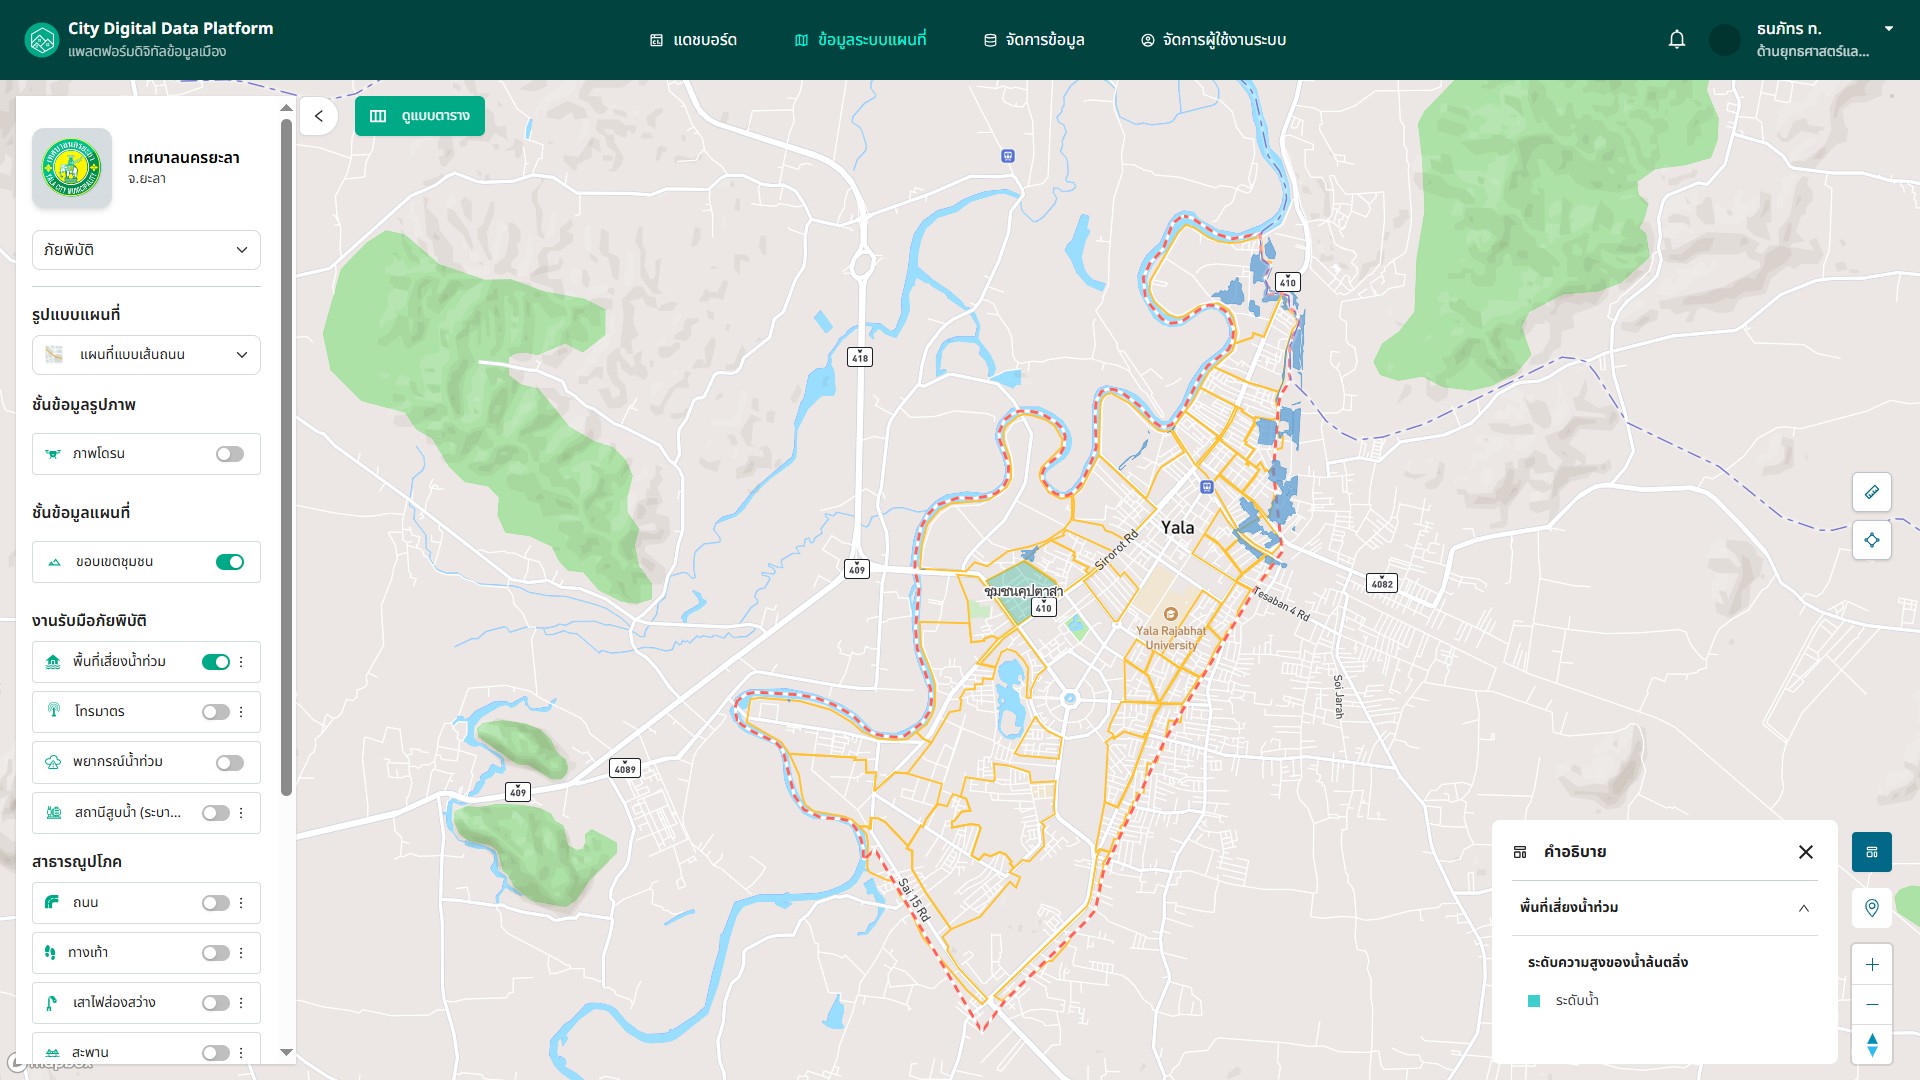 City Digital Data Platform
แพลตฟอร์มดิจิทัลข้อมูลเมือง
แดชบอร์ด
ข้อมูลระบบแผนที่
จัดการข้อมูล
จัดการผู้ใช้งานระบบ
ธนภัทร ท.
ด้านยุทธศาสตร์แล...
ดูแบบตาราง
เทศบาลนครยะลา
YALA CITY MUNICIPALITY
เทศบาลนครยะลา
จ.ยะลา
ภัยพิบัติ
รูปแบบแผนที่
แผนที่แบบเส้นถนน
ชั้นข้อมูลรูปภาพ
ภาพโดรน
ชั้นข้อมูลแผนที่
ขอบเขตชุมชน
งานรับมือภัยพิบัติ
พื้นที่เสี่ยงน้ำท่วม
โทรมาตร
พยากรณ์น้ำท่วม
สถานีสูบน้ำ (ระบา...
สาธารณูปโภค
ถนน
ทางเท้า
เสาไฟส่องสว่าง
สะพาน
mapbox
410
418
Yala
Sirorot Rd
409
4082
ชุมชนคุปตาสา
410
Tesaban 4 Rd
Yala Rajabhat
University
Soi Jarah
4089
409
Sai 15 Rd
คำอธิบาย
พื้นที่เสี่ยงน้ำท่วม
ระดับความสูงของน้ำล้นตลิ่ง
ระดับน้ำ